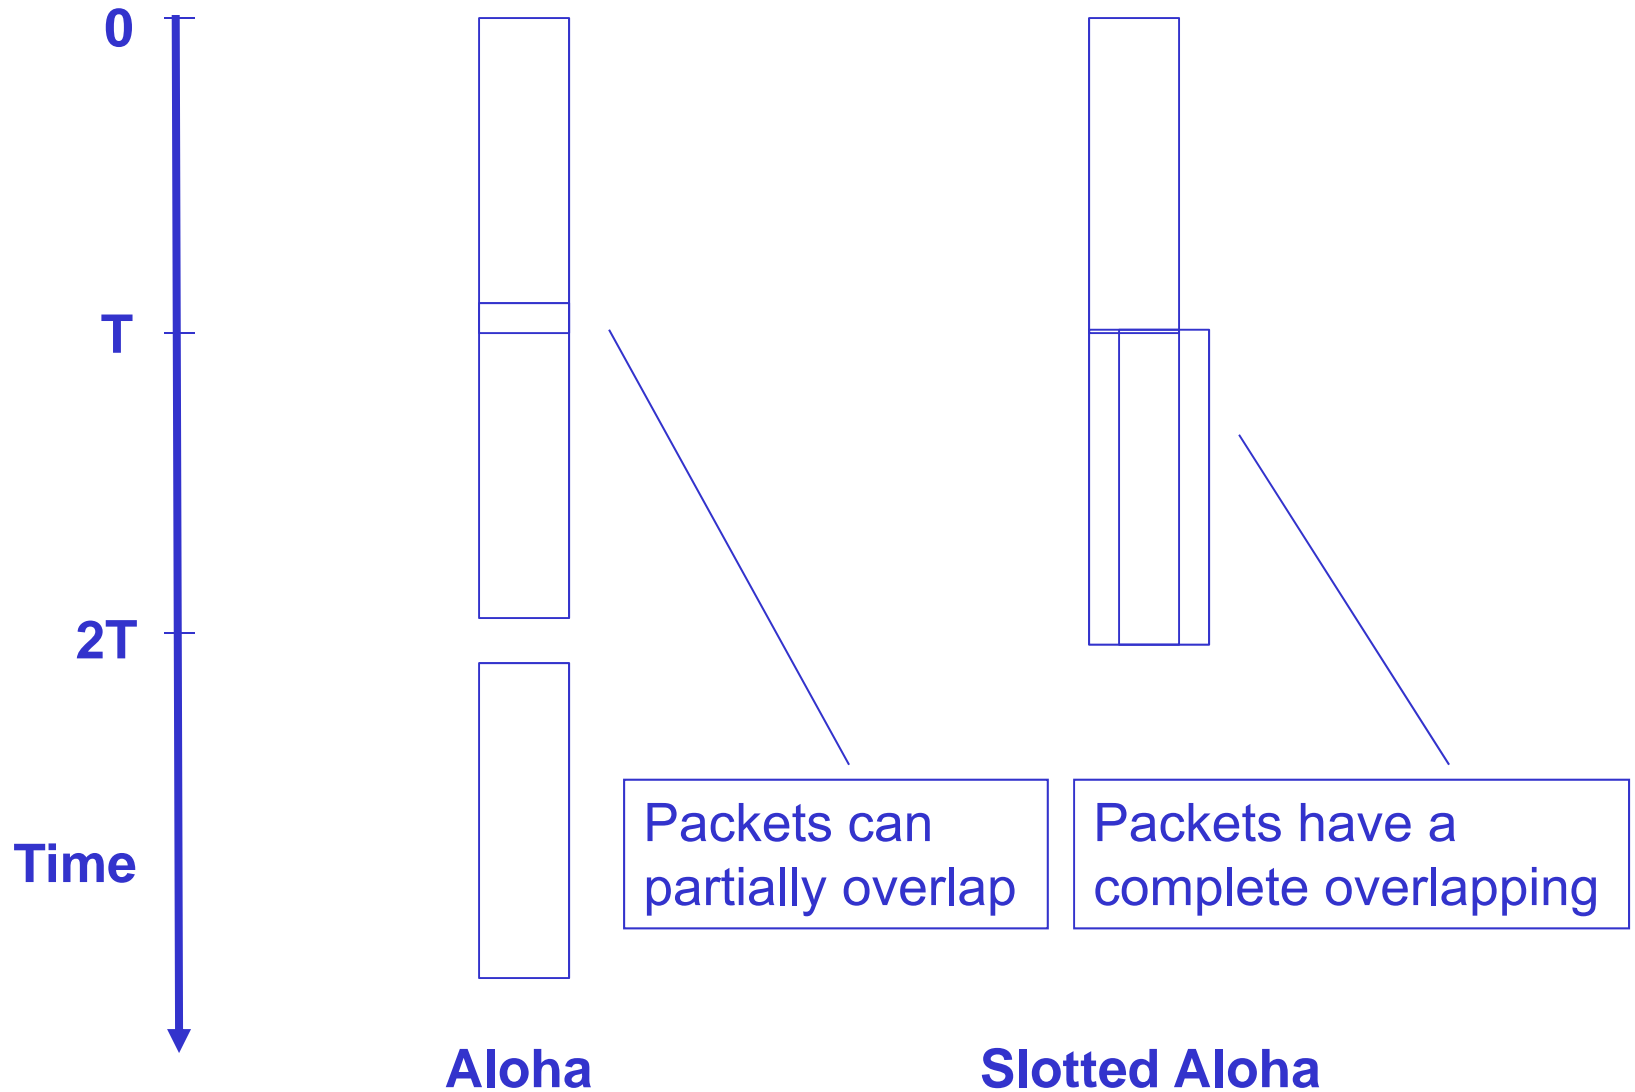 0
T
2T
Time
Packets can
partially overlap
Packets have a
complete overlapping
Aloha
Slotted Aloha